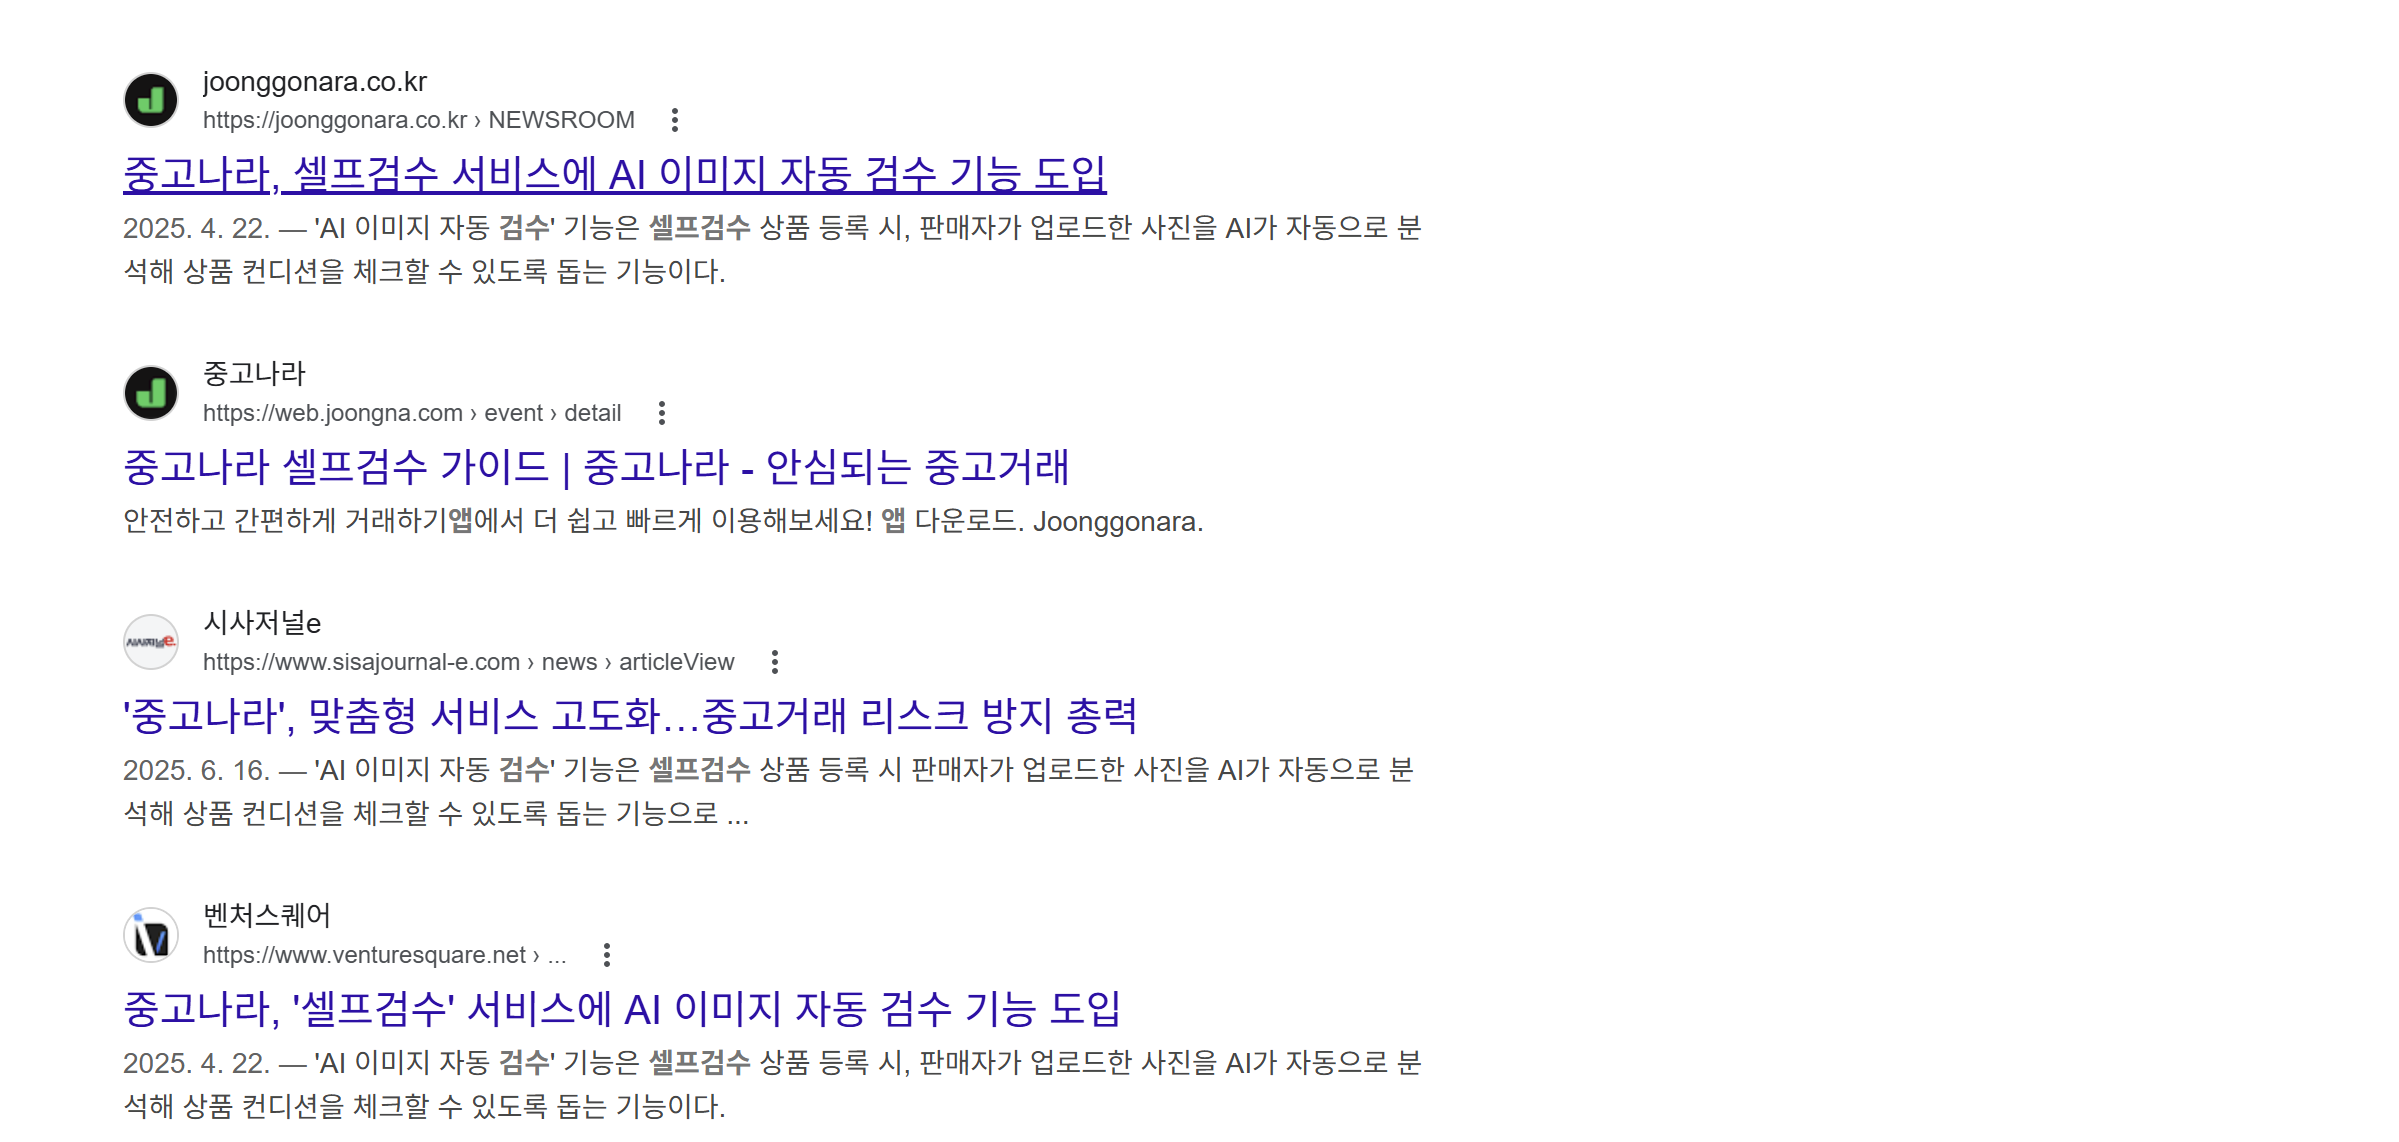 joonggonara.co.kr
https://joonggonara.co.kr › NEWSROOM
중고나라, 셀프검수 서비스에 AI 이미지 자동 검수 기능 도입
2025. 4. 22. — 'AI 이미지 자동 검수' 기능은 셀프검수 상품 등록 시, 판매자가 업로드한 사진을 AI가 자동으로 분
석해 상품 컨디션을 체크할 수 있도록 돕는 기능이다.
중고나라
https://web.joongna.com › event › detail
중고나라 셀프검수 가이드 | 중고나라 - 안심되는 중고거래
안전하고 간편하게 거래하기앱에서 더 쉽고 빠르게 이용해보세요! 앱 다운로드. Joonggonara.
시사저널e
시사저널e.
https://www.sisajournal-e.com › news › articleView
'중고나라', 맞춤형 서비스 고도화...중고거래 리스크 방지 총력
2025. 6. 16. — 'AI 이미지 자동 검수' 기능은 셀프검수 상품 등록 시 판매자가 업로드한 사진을 AI가 자동으로 분
석해 상품 컨디션을 체크할 수 있도록 돕는 기능으로 ...
벤처스퀘어
https://www.venturesquare.net › ...
중고나라, '셀프검수' 서비스에 AI 이미지 자동 검수 기능 도입
2025. 4. 22. — 'AI 이미지 자동 검수' 기능은 셀프검수 상품 등록 시, 판매자가 업로드한 사진을 AI가 자동으로 분
석해 상품 컨디션을 체크할 수 있도록 돕는 기능이다.